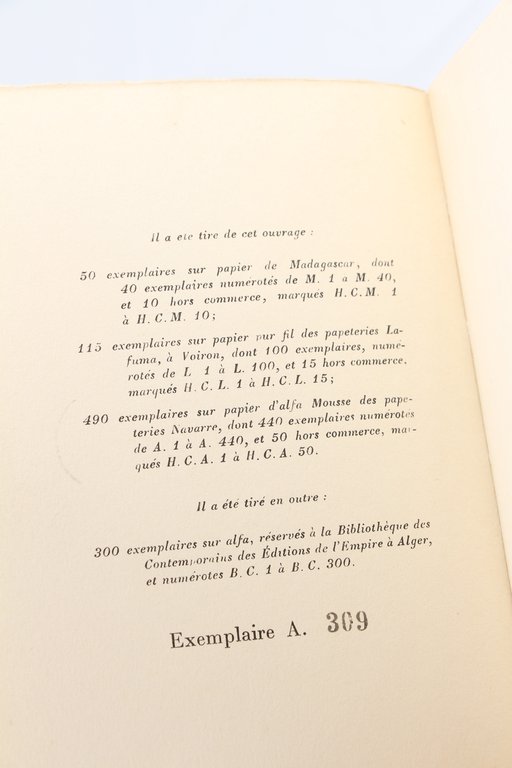 Il a été tiré de cet ouvrage :
50 exemplaires sur papier de Madagascar, dont
40 exemplaires numérotés de M. 1 à M. 40,
et 10 hors commerce, marqués H.C.M. 1
à H.C.M. 10;
115 exemplaires sur papier pur fil des papeteries La-
fuma, à Voiron, dont 100 exemplaires, numé-
rotés de L 1 à L. 100, et 15 hors commerce,
marqués H.C.L. 1 à H.C.L. 15;
490 exemplaires sur papier d'alfa Mousse des pape-
teries Navarre, dont 440 exemplaires numérotés
de A. 1 à A. 440, et 50 hors commerce, mar-
qués H.C.A. 1 à H.C.A. 50.
Il a été tiré en outre :
300 exemplaires sur alfa, réservés à la Bibliothèque des
Contemporains des Éditions de l'Empire à Alger,
et numérotés B.C. 1 à B.C. 300.
Exemplaire A. 309